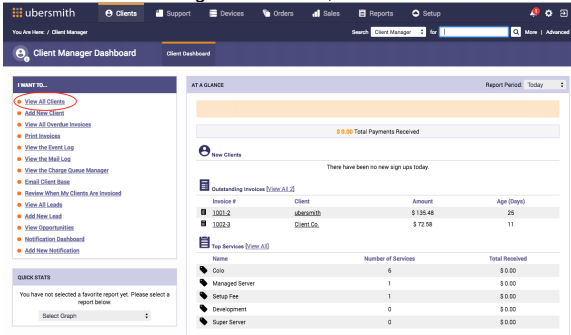 ubersmith
Clients
Support
Devices
Orders
Sales
Reports
Setup
You Are Here: / Client Manager
Search Client Manager for
More | Advanced
Client Manager Dashboard
Client Dashboard
I WANT TO...
View All Clients
Add New Client
View All Overdue Invoices
Print Invoices
View the Event Log
View the Mail Log
View the Charge Queue Manager
Email Client Base
Review When My Clients Are Invoiced
View All Leads
Add New Lead
View Opportunities
Notification Dashboard
Add New Notification
QUICK STATS
You have not selected a favorite report yet. Please select a
report below:
Select Graph
AT A GLANCE
Report Period: Today
$ 0.00 Total Payments Received
New Clients
There have been no new sign ups today.
Outstanding Invoices [View All 2]
Invoice # Client Amount Age (Days)
1001-2 ubersmith $ 135.48 25
1002-3 Client Co. $ 72.58 11
Top Services [View All]
Name Number of Services Total Received
Colo 6 $ 0.00
Managed Server 1 $ 0.00
Setup Fee 1 $ 0.00
Development 0 $ 0.00
Super Server 0 $ 0.00